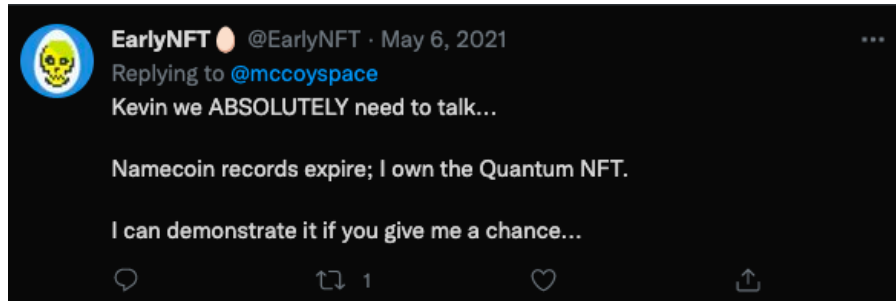 EarlyNFT🥚 @EarlyNFT · May 6, 2021
Replying to @mccoyspace
Kevin we ABSOLUTELY need to talk...
Namecoin records expire; I own the Quantum NFT.
I can demonstrate it if you give me a chance...
1